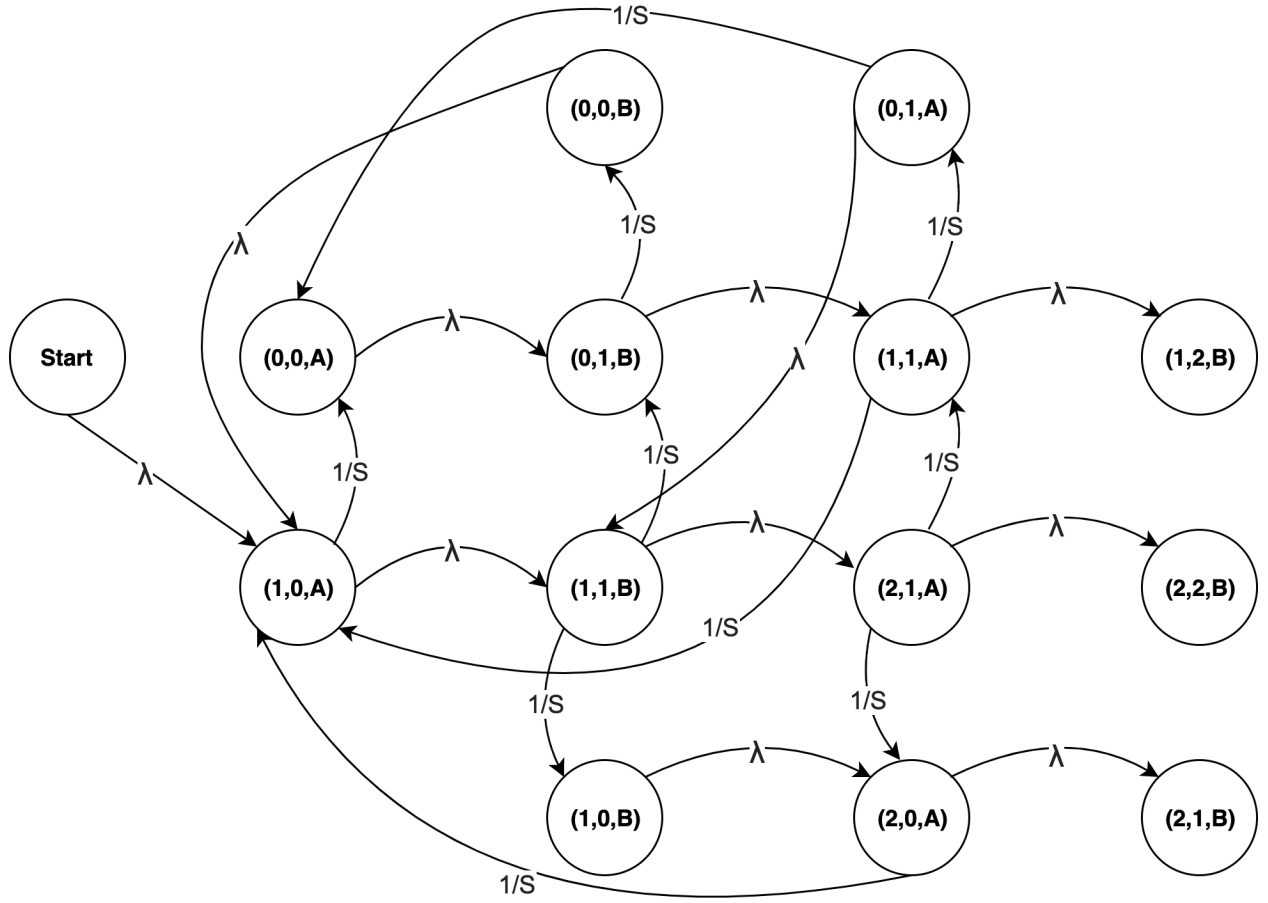 1/S
(0,0,B)
(0,1,A)
1/S
1/S
λ
λ
λ
Start
(0,0,A)
λ
(0,1,B)
λ
(1,1,A)
(1,2,B)
1/S
1/S
1/S
λ
λ
λ
λ
(1,0,A)
(1,1,B)
(2,1,A)
(2,2,B)
1/S
1/S
1/S
λ
λ
(1,0,B)
(2,0,A)
(2,1,B)
1/S